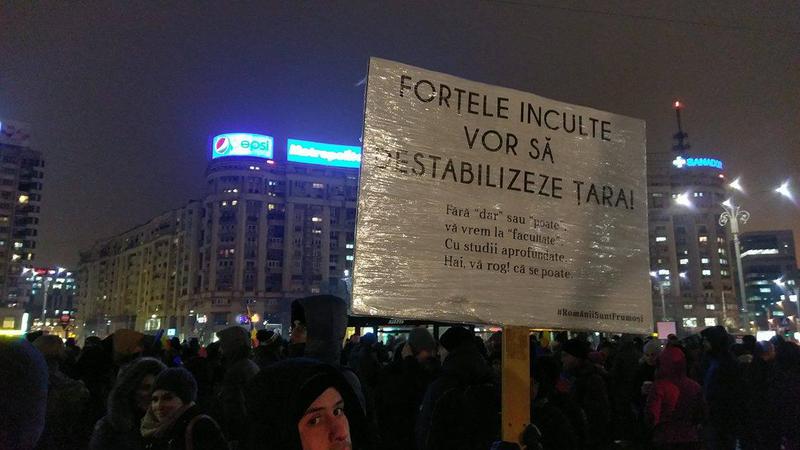 pepsi
Metropolis
SANADOR
FORȚELE INCULTE
VOR SĂ
DESTABILIZEZE ȚARA!
Fără "dar" sau "poate",
vă vrem la "facultate".
Cu studii aprofundate.
Hai, vă rog! că se poate.
#RomâniiSuntFrumoși